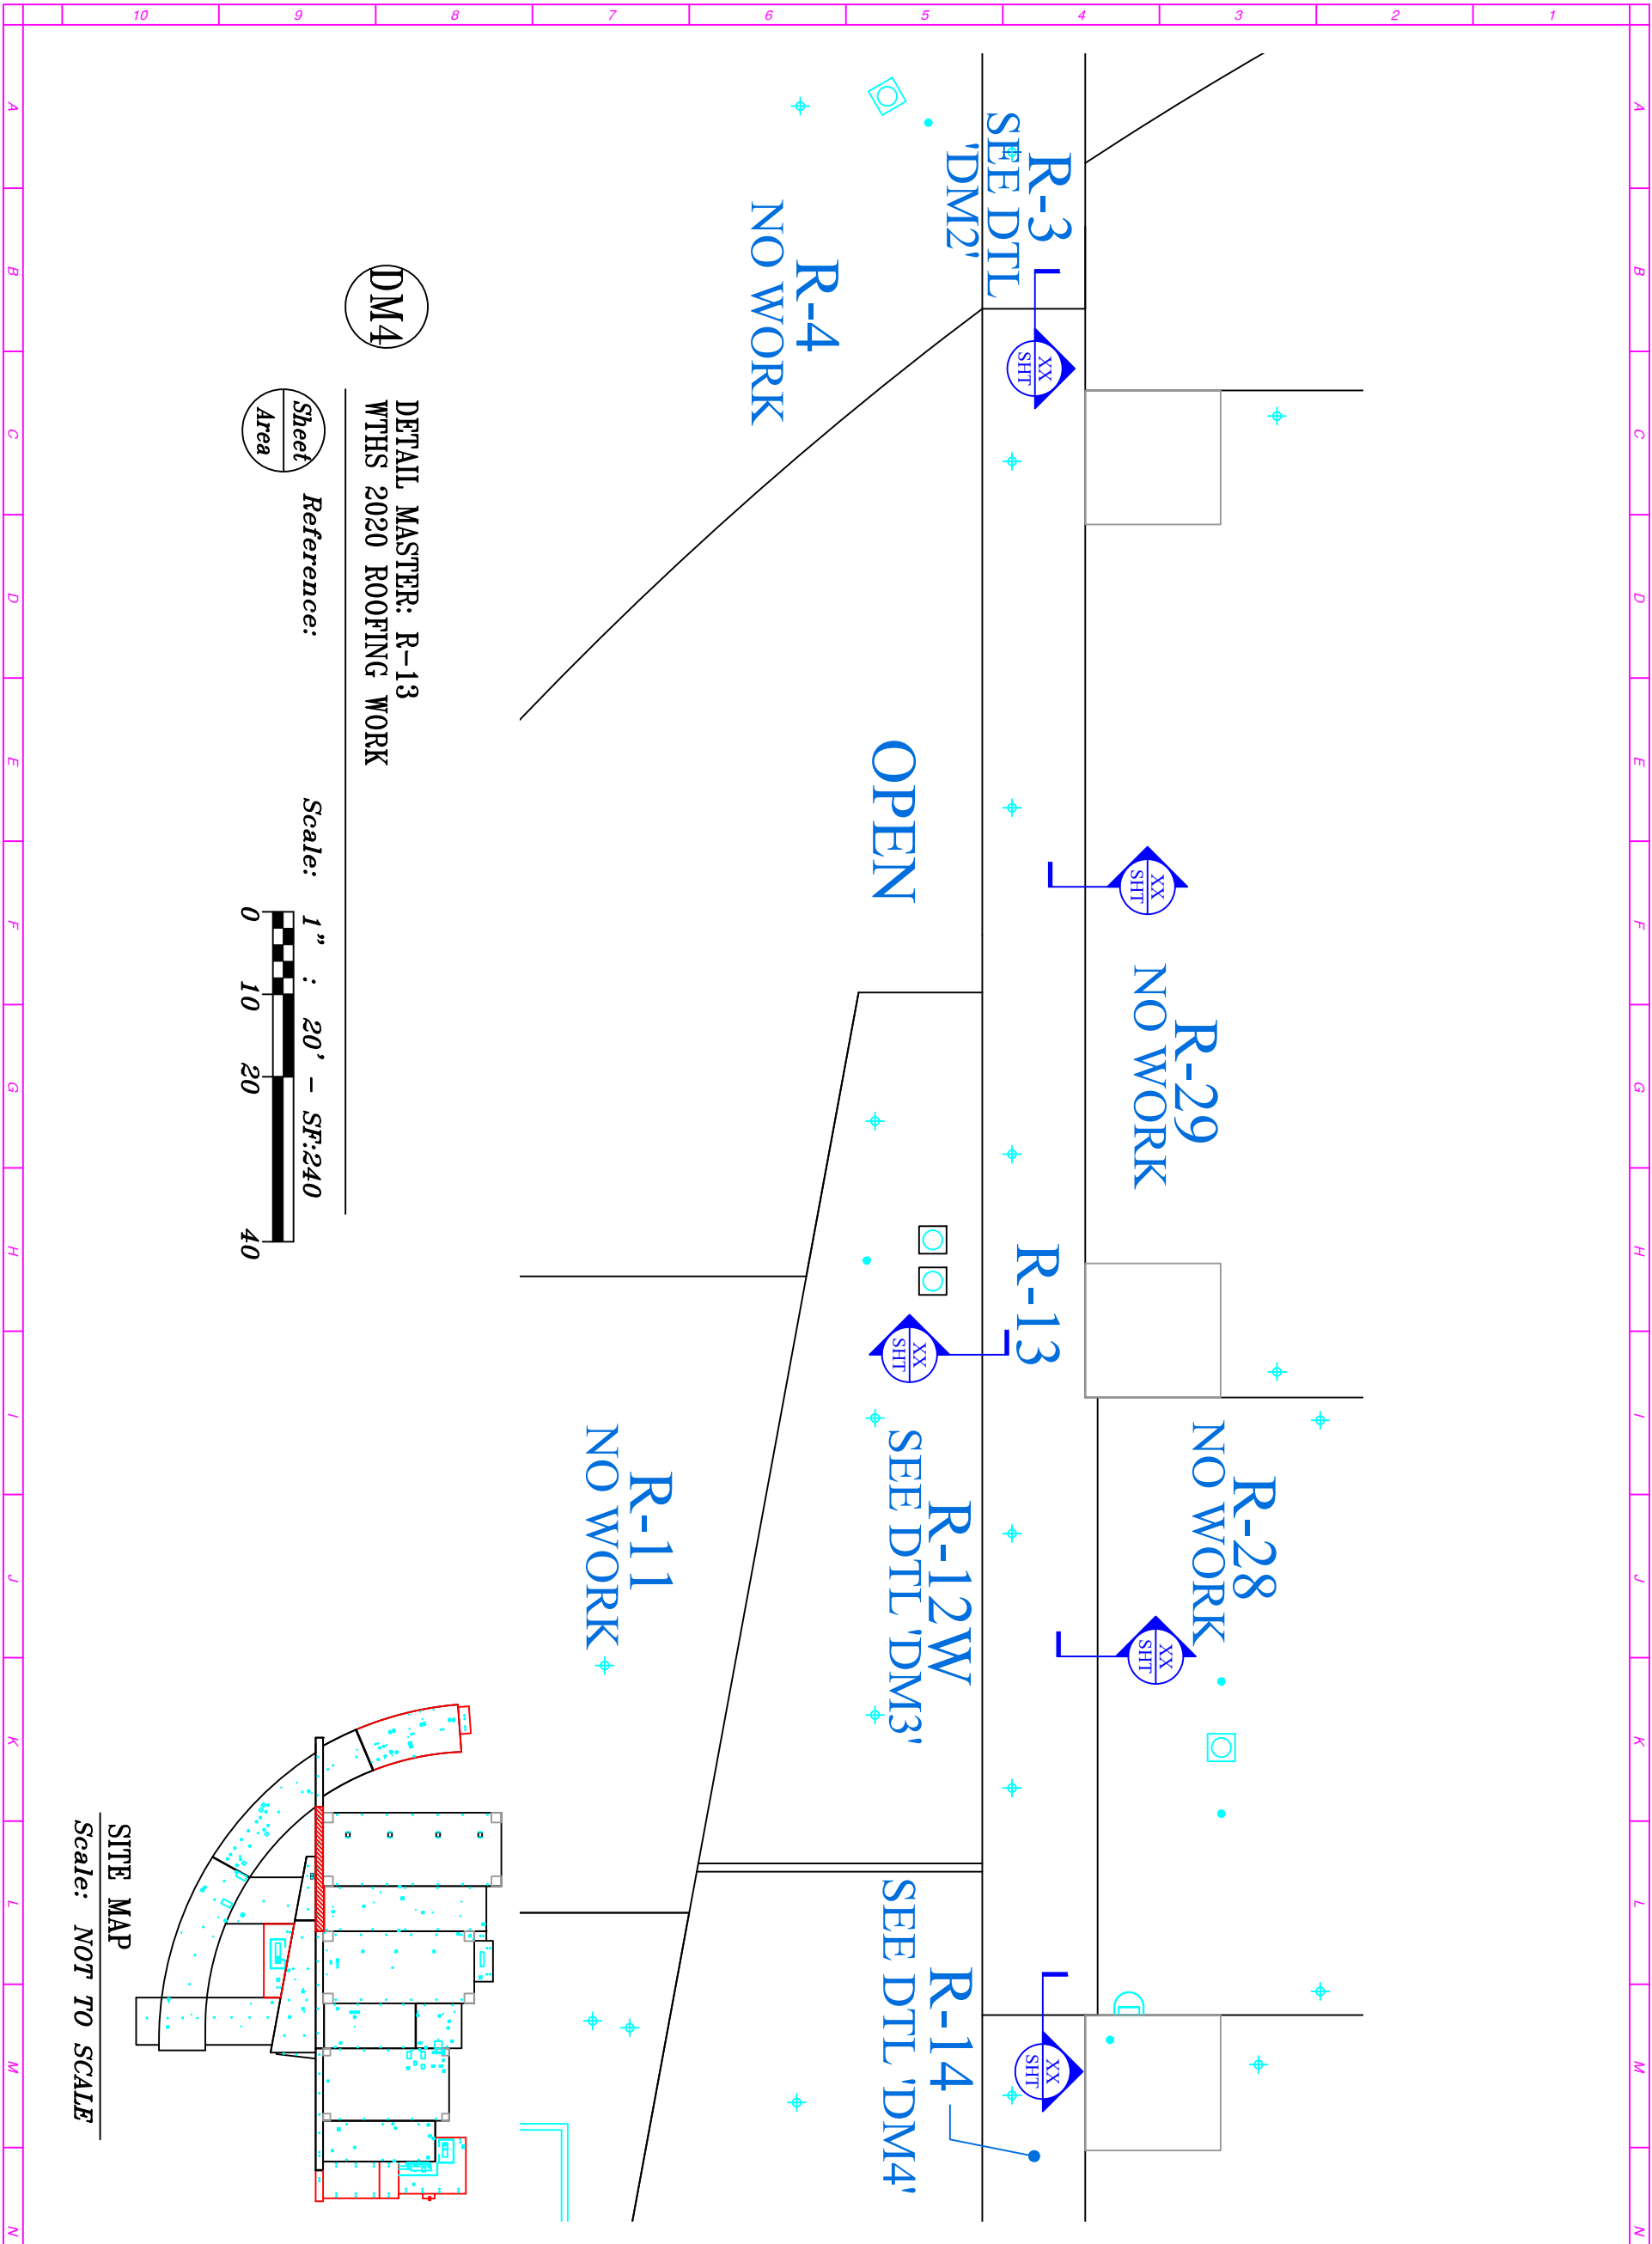 A
B
C
D
E
F
G
H
I
J
K
L
M
N
1
2
3
4
5
6
7
8
9
10
R-28
NO WORK
R-29
NO WORK
XX
SHT
XX
SHT
R-3
SEE DTL
'DM2'
XX
SHT
R-13
XX
SHT
R-14
SEE DTL 'DM4'
R-12W
SEE DTL 'DM3'
XX
SHT
OPEN
R-4
NO WORK
R-11
NO WORK
DM4
DETAIL MASTER: R-13
WTHS 2020 ROOFING WORK
Sheet
Area
Reference:
Scale: 1" : 20' - SF:240
0 10 20 40
SITE MAP
Scale: NOT TO SCALE
A
B
C
D
E
F
G
H
I
J
K
L
M
N